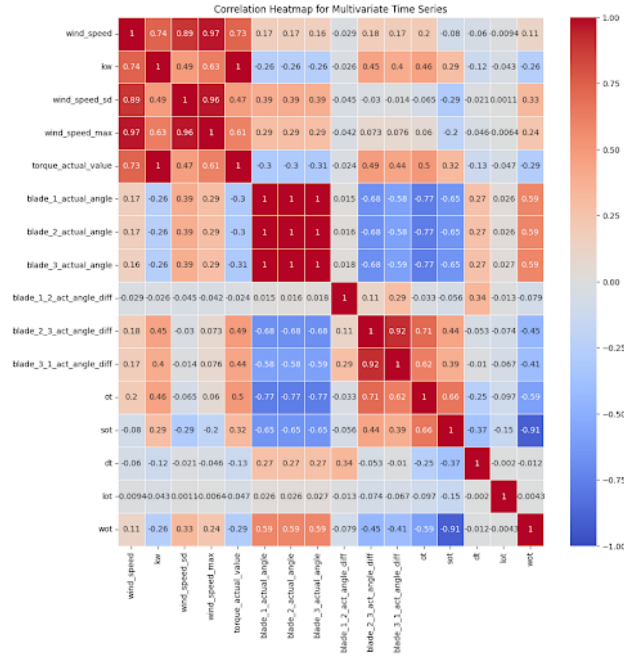 Correlation Heatmap for Multivariate Time Series
wind_speed 1 0.74 0.89 0.97 0.73 0.17 0.17 0.16 -0.029 0.18 0.17 0.2 -0.08 -0.06 -0.0094 0.11
kw 0.74 1 0.49 0.63 1 -0.26 -0.26 -0.26 -0.026 0.45 0.4 0.46 0.29 -0.12 -0.043 -0.26
wind_speed_sd 0.89 0.49 1 0.96 0.47 0.39 0.39 0.39 -0.045 -0.03 -0.014 -0.065 -0.29 -0.021 0.0011 0.33
wind_speed_max 0.97 0.63 0.96 1 0.61 0.29 0.29 0.29 -0.042 0.073 0.076 0.06 -0.2 -0.046 -0.0064 0.24
torque_actual_value 0.73 1 0.47 0.61 1 -0.3 -0.3 -0.31 -0.024 0.49 0.44 0.5 0.32 -0.13 -0.047 -0.29
blade_1_actual_angle 0.17 -0.26 0.39 0.29 -0.3 1 1 1 0.015 -0.68 -0.58 -0.77 -0.65 0.27 0.026 0.59
blade_2_actual_angle 0.17 -0.26 0.39 0.29 -0.3 1 1 1 0.016 -0.68 -0.58 -0.77 -0.65 0.27 0.026 0.59
blade_3_actual_angle 0.16 -0.26 0.39 0.29 -0.31 1 1 1 0.018 -0.68 -0.59 -0.77 -0.65 0.27 0.027 0.59
blade_1_2_act_angle_diff -0.029 -0.026 -0.045 -0.042 -0.024 0.015 0.016 0.018 1 0.11 0.29 -0.033 -0.056 0.34 -0.013 -0.079
blade_2_3_act_angle_diff 0.18 0.45 -0.03 0.073 0.49 -0.68 -0.68 -0.68 0.11 1 0.92 0.71 0.44 -0.053 -0.074 -0.45
blade_3_1_act_angle_diff 0.17 0.4 -0.014 0.076 0.44 -0.58 -0.58 -0.59 0.29 0.92 1 0.62 0.39 -0.01 -0.067 -0.41
ot 0.2 0.46 -0.065 0.06 0.5 -0.77 -0.77 -0.77 -0.033 0.71 0.62 1 0.66 -0.25 -0.097 -0.59
sot -0.08 0.29 -0.29 -0.2 0.32 -0.65 -0.65 -0.65 -0.056 0.44 0.39 0.66 1 -0.37 -0.15 -0.91
dt -0.06 -0.12 -0.021 -0.046 -0.13 0.27 0.27 0.27 0.34 -0.053 -0.01 -0.25 -0.37 1 -0.002 -0.012
lot -0.0094 -0.043 0.0011 -0.0064 -0.047 0.026 0.026 0.027 -0.013 -0.074 -0.067 -0.097 -0.15 -0.002 1 -0.0043
wot 0.11 -0.26 0.33 0.24 -0.29 0.59 0.59 0.59 -0.079 -0.45 -0.41 -0.59 -0.91 -0.012 -0.0043 1
wind_speed
kw
wind_speed_sd
wind_speed_max
torque_actual_value
blade_1_actual_angle
blade_2_actual_angle
blade_3_actual_angle
blade_1_2_act_angle_diff
blade_2_3_act_angle_diff
blade_3_1_act_angle_diff
ot
sot
dt
lot
wot
1.00
0.75
0.50
0.25
0.00
-0.25
-0.50
-0.75
-1.00